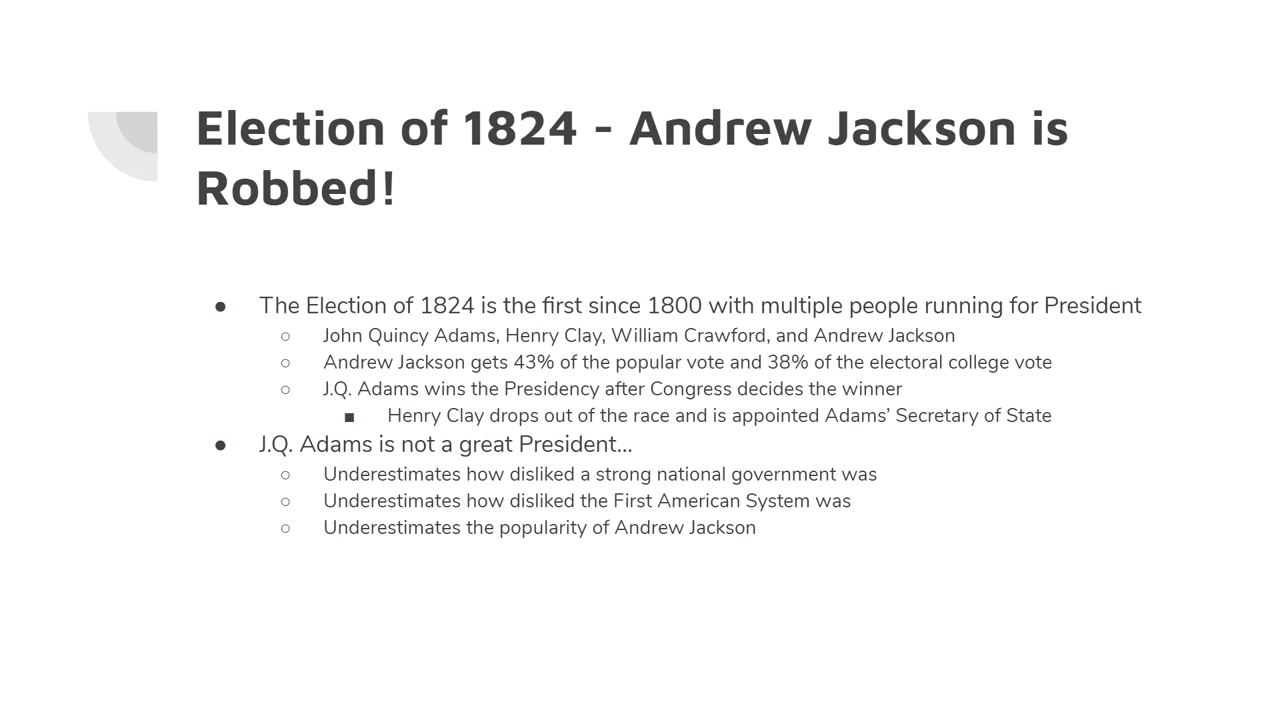 Election of 1824 - Andrew Jackson is
Robbed!
● The Election of 1824 is the first since 1800 with multiple people running for President
○ John Quincy Adams, Henry Clay, William Crawford, and Andrew Jackson
○ Andrew Jackson gets 43% of the popular vote and 38% of the electoral college vote
○ J.Q. Adams wins the Presidency after Congress decides the winner
■ Henry Clay drops out of the race and is appointed Adams’ Secretary of State
● J.Q. Adams is not a great President…
○ Underestimates how disliked a strong national government was
○ Underestimates how disliked the First American System was
○ Underestimates the popularity of Andrew Jackson